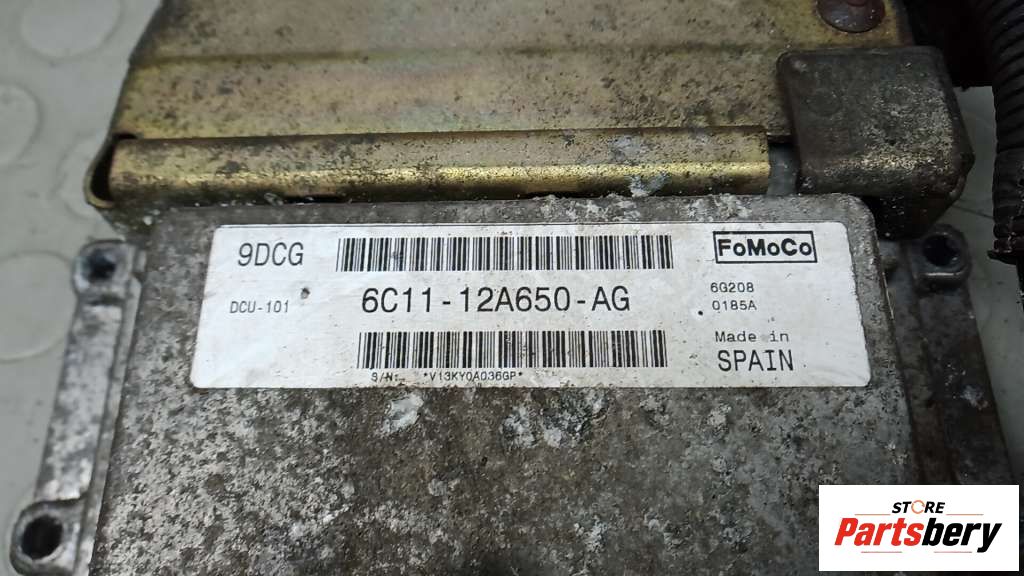 9DCG
FoMoCo
DCU-101
6C11-12A650-AG
6G208
0185A
Made in
SPAIN
S/N: *V13KY0A036GP*
STORE
Partsbery